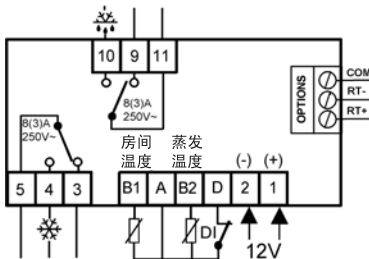 10 9 11
8(3)A
250V~
8(3)A
250V~
OPTIONS
COM
RT-
RT+
房间
温度
蒸发
温度
(-) (+)
5 4 3 B1 A B2 D 2 1
DI
12V